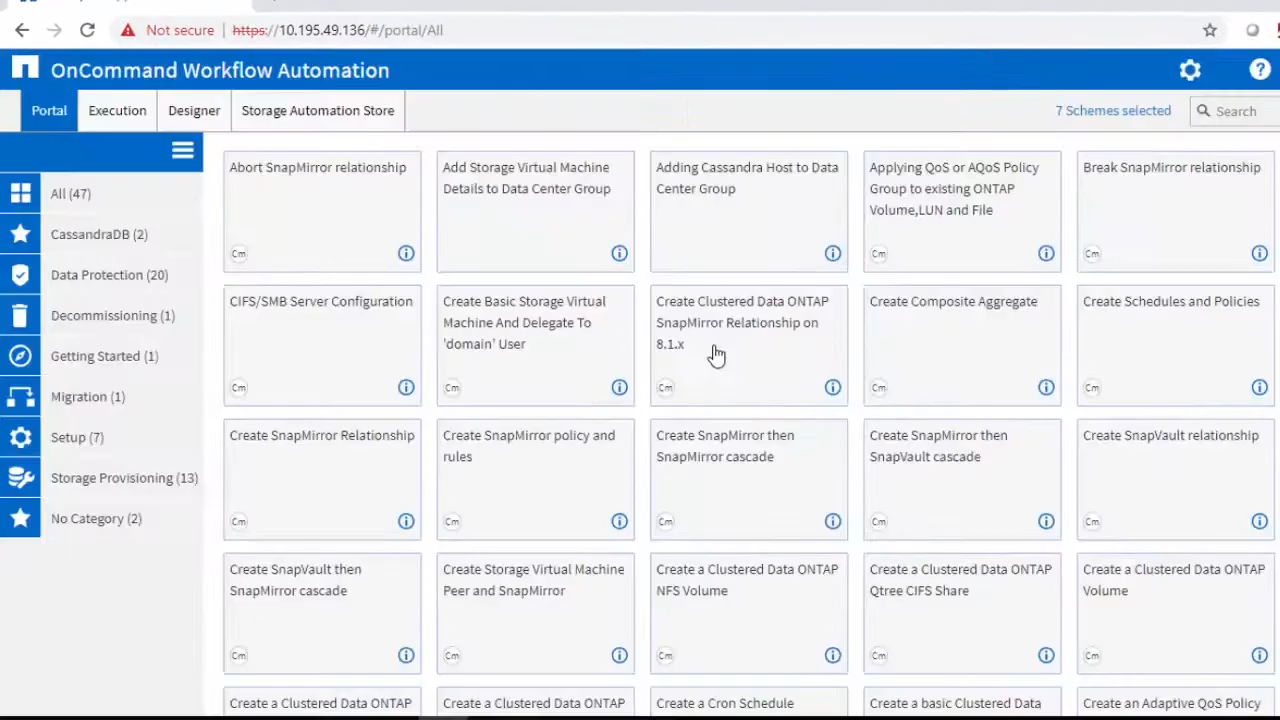 Not secure
https://10.195.49.136/#/portal/All
OnCommand Workflow Automation
Portal
Execution
Designer
Storage Automation Store
7 Schemes selected
Search
All (47)
CassandraDB (2)
Data Protection (20)
Decommissioning (1)
Getting Started (1)
Migration (1)
Setup (7)
Storage Provisioning (13)
No Category (2)
Abort SnapMirror relationship
Cm
Add Storage Virtual Machine
Details to Data Center Group
Adding Cassandra Host to Data
Center Group
Applying QoS or AQoS Policy
Group to existing ONTAP
Volume,LUN and File
Cm
Break SnapMirror relationship
Cm
CIFS/SMB Server Configuration
Cm
Create Basic Storage Virtual
Machine And Delegate To
'domain' User
Cm
Create Clustered Data ONTAP
SnapMirror Relationship on
8.1.x
Cm
Create Composite Aggregate
Cm
Create Schedules and Policies
Cm
Create SnapMirror Relationship
Cm
Create SnapMirror policy and
rules
Cm
Create SnapMirror then
SnapMirror cascade
Cm
Create SnapMirror then
SnapVault cascade
Cm
Create SnapVault relationship
Cm
Create SnapVault then
SnapMirror cascade
Cm
Create Storage Virtual Machine
Peer and SnapMirror
Cm
Create a Clustered Data ONTAP
NFS Volume
Cm
Create a Clustered Data ONTAP
Qtree CIFS Share
Cm
Create a Clustered Data ONTAP
Volume
Cm
Create a Clustered Data ONTAP
Create a Clustered Data ONTAP
Create a Cron Schedule
Create a basic Clustered Data
Create an Adaptive QoS Policy